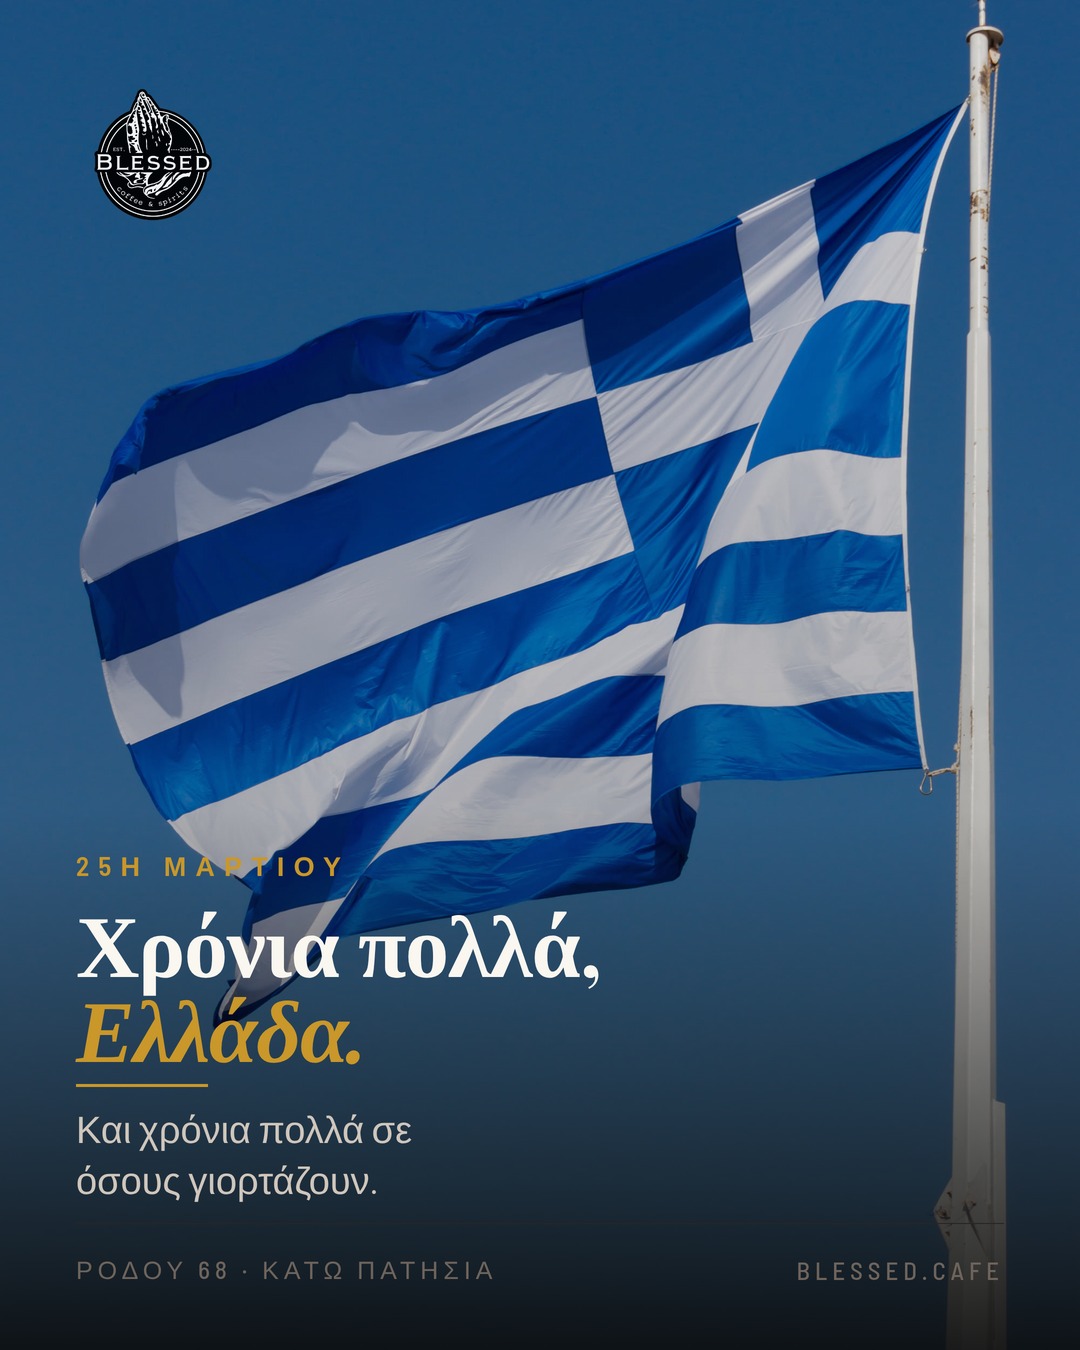 EST. 2024
BLESSED
coffee & spirits
25Η ΜΑΡΤΙΟΥ
Χρόνια πολλά,
Ελλάδα.
Και χρόνια πολλά σε
όσους γιορτάζουν.
ΡΟΔΟΥ 68 · ΚΑΤΩ ΠΑΤΗΣΙΑ
BLESSED.CAFE